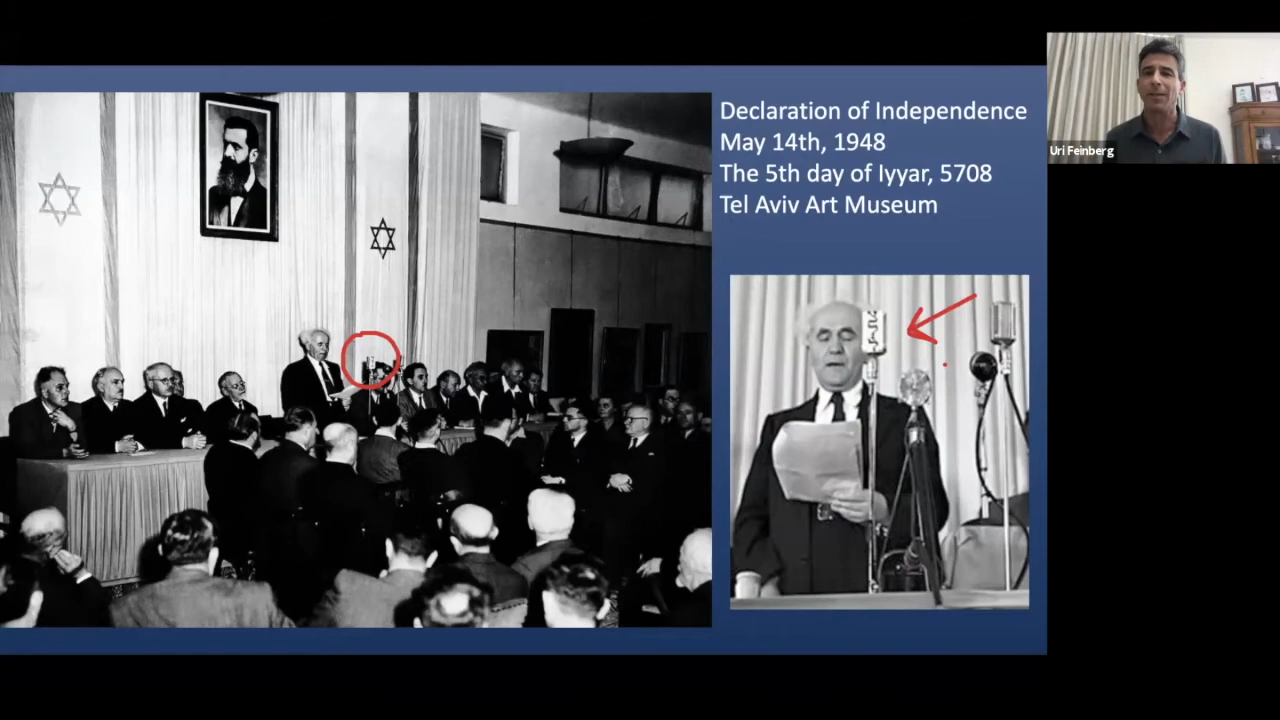 Declaration of Independence
May 14th, 1948
The 5th day of Iyyar, 5708
Tel Aviv Art Museum
Uri Feinberg